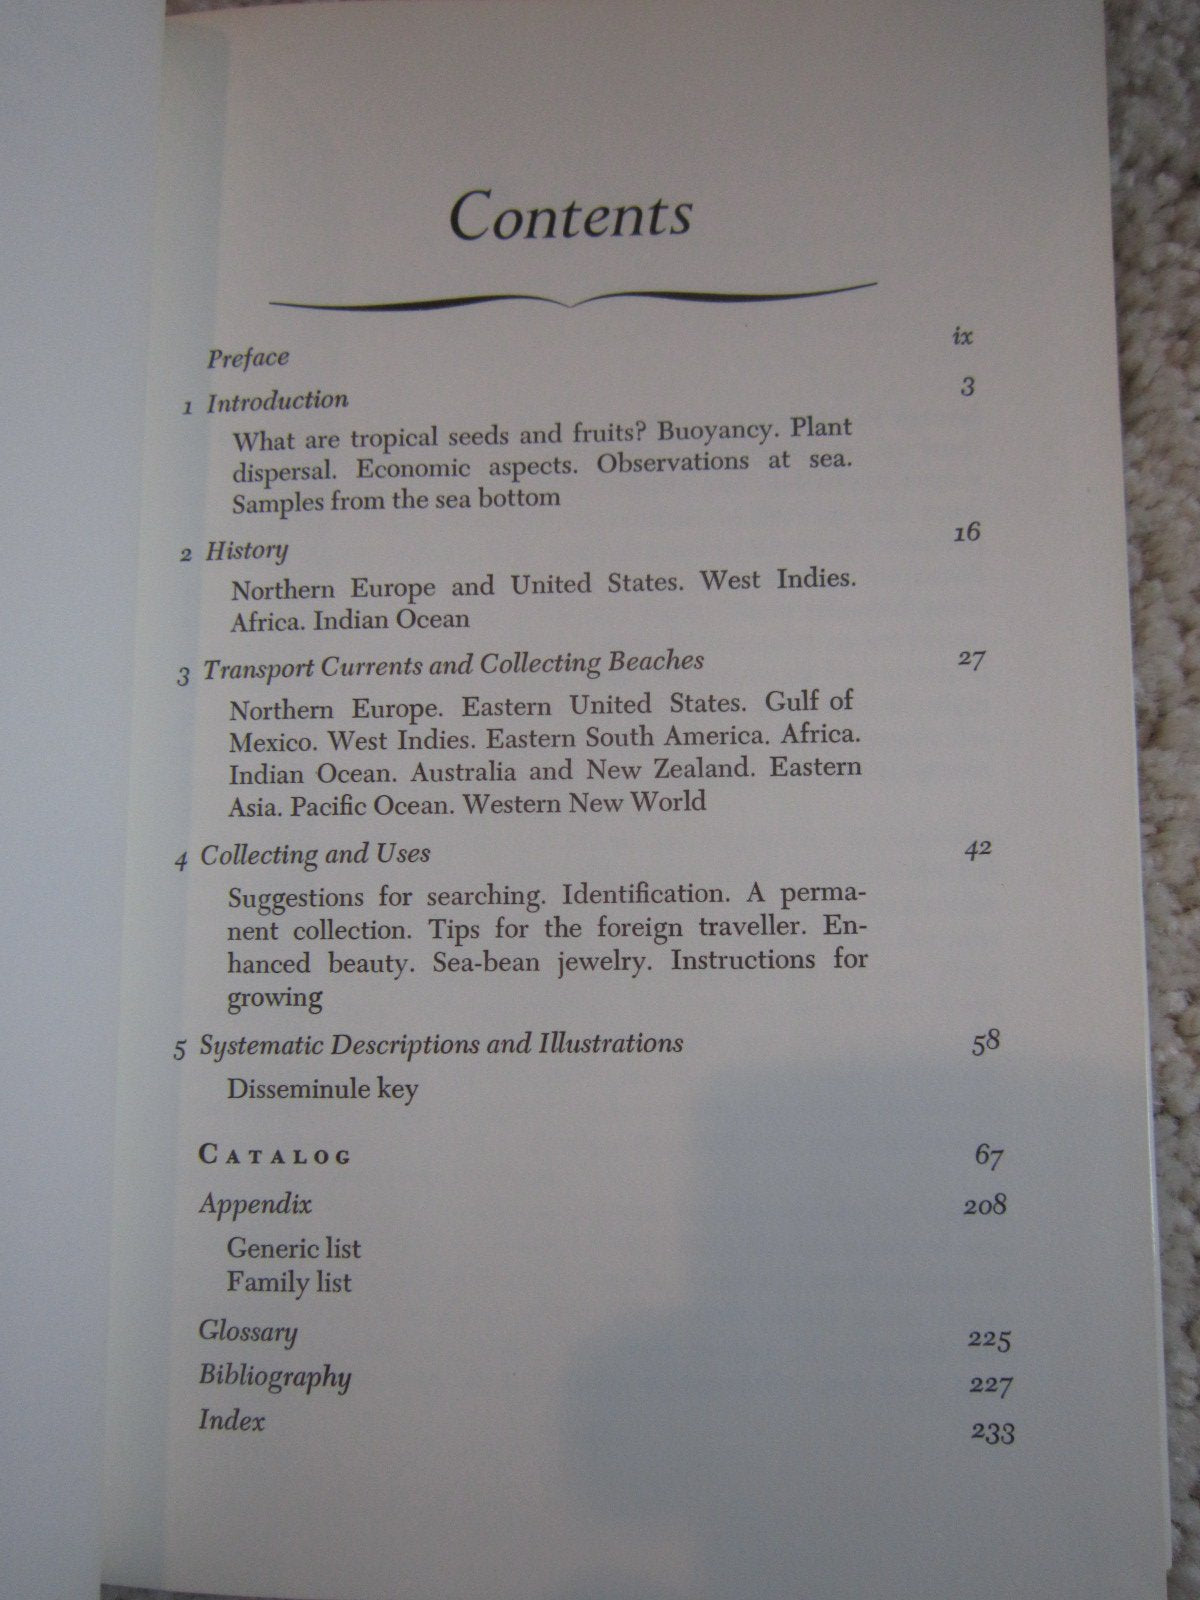 Contents
Preface ix
1 Introduction 3
What are tropical seeds and fruits? Buoyancy. Plant
dispersal. Economic aspects. Observations at sea.
Samples from the sea bottom
2 History 16
Northern Europe and United States. West Indies.
Africa. Indian Ocean
3 Transport Currents and Collecting Beaches 27
Northern Europe. Eastern United States. Gulf of
Mexico. West Indies. Eastern South America. Africa.
Indian Ocean. Australia and New Zealand. Eastern
Asia. Pacific Ocean. Western New World
4 Collecting and Uses 42
Suggestions for searching. Identification. A perma-
nent collection. Tips for the foreign traveller. En-
hanced beauty. Sea-bean jewelry. Instructions for
growing
5 Systematic Descriptions and Illustrations 58
Disseminule key
CATALOG 67
Appendix 208
Generic list
Family list
Glossary 225
Bibliography 227
Index 233